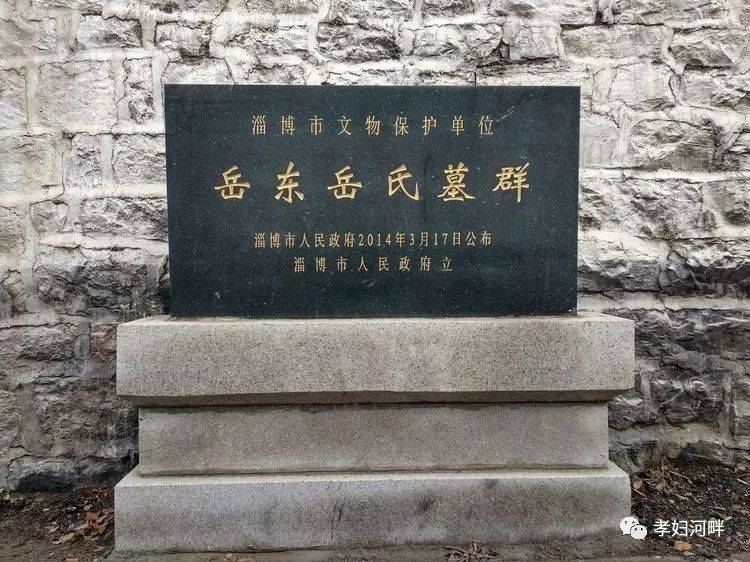 淄博市文物保护单位
岳东岳氏墓群
淄博市人民政府2014年3月17日公布
淄博市人民政府立
孝妇河畔